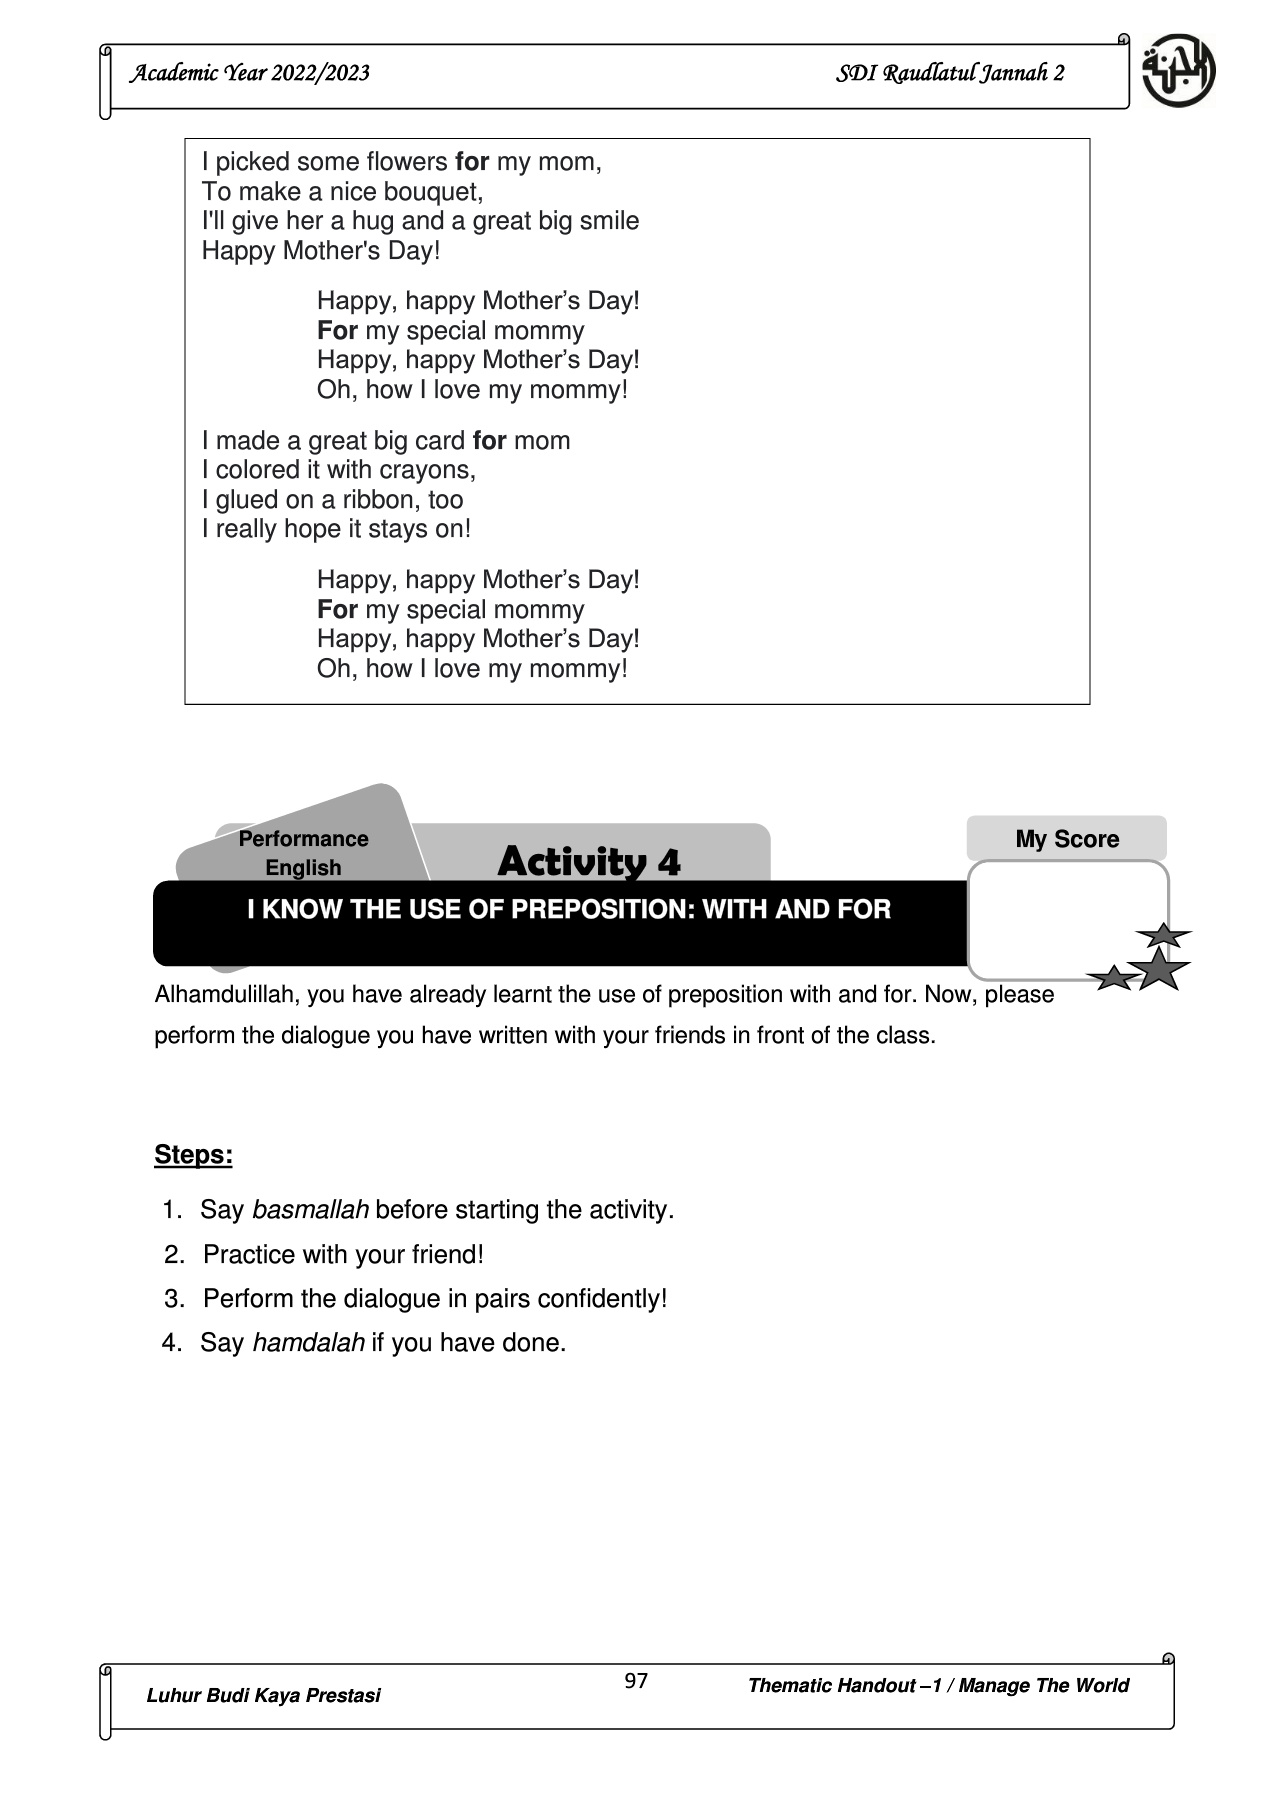 Academic Year 2022/2023 SDI Raudlatul Jannah 2
I picked some flowers for my mom,
To make a nice bouquet,
I'll give her a hug and a great big smile
Happy Mother's Day!
Happy, happy Mother’s Day!
For my special mommy
Happy, happy Mother’s Day!
Oh, how I love my mommy!
I made a great big card for mom
I colored it with crayons,
I glued on a ribbon, too
I really hope it stays on!
Happy, happy Mother’s Day!
For my special mommy
Happy, happy Mother’s Day!
Oh, how I love my mommy!
Performance
English
Activity 4
My Score
I KNOW THE USE OF PREPOSITION: WITH AND FOR
Alhamdulillah, you have already learnt the use of preposition with and for. Now, please
perform the dialogue you have written with your friends in front of the class.
Steps:
1. Say basmallah before starting the activity.
2. Practice with your friend!
3. Perform the dialogue in pairs confidently!
4. Say hamdalah if you have done.
Luhur Budi Kaya Prestasi 97 Thematic Handout –1 / Manage The World